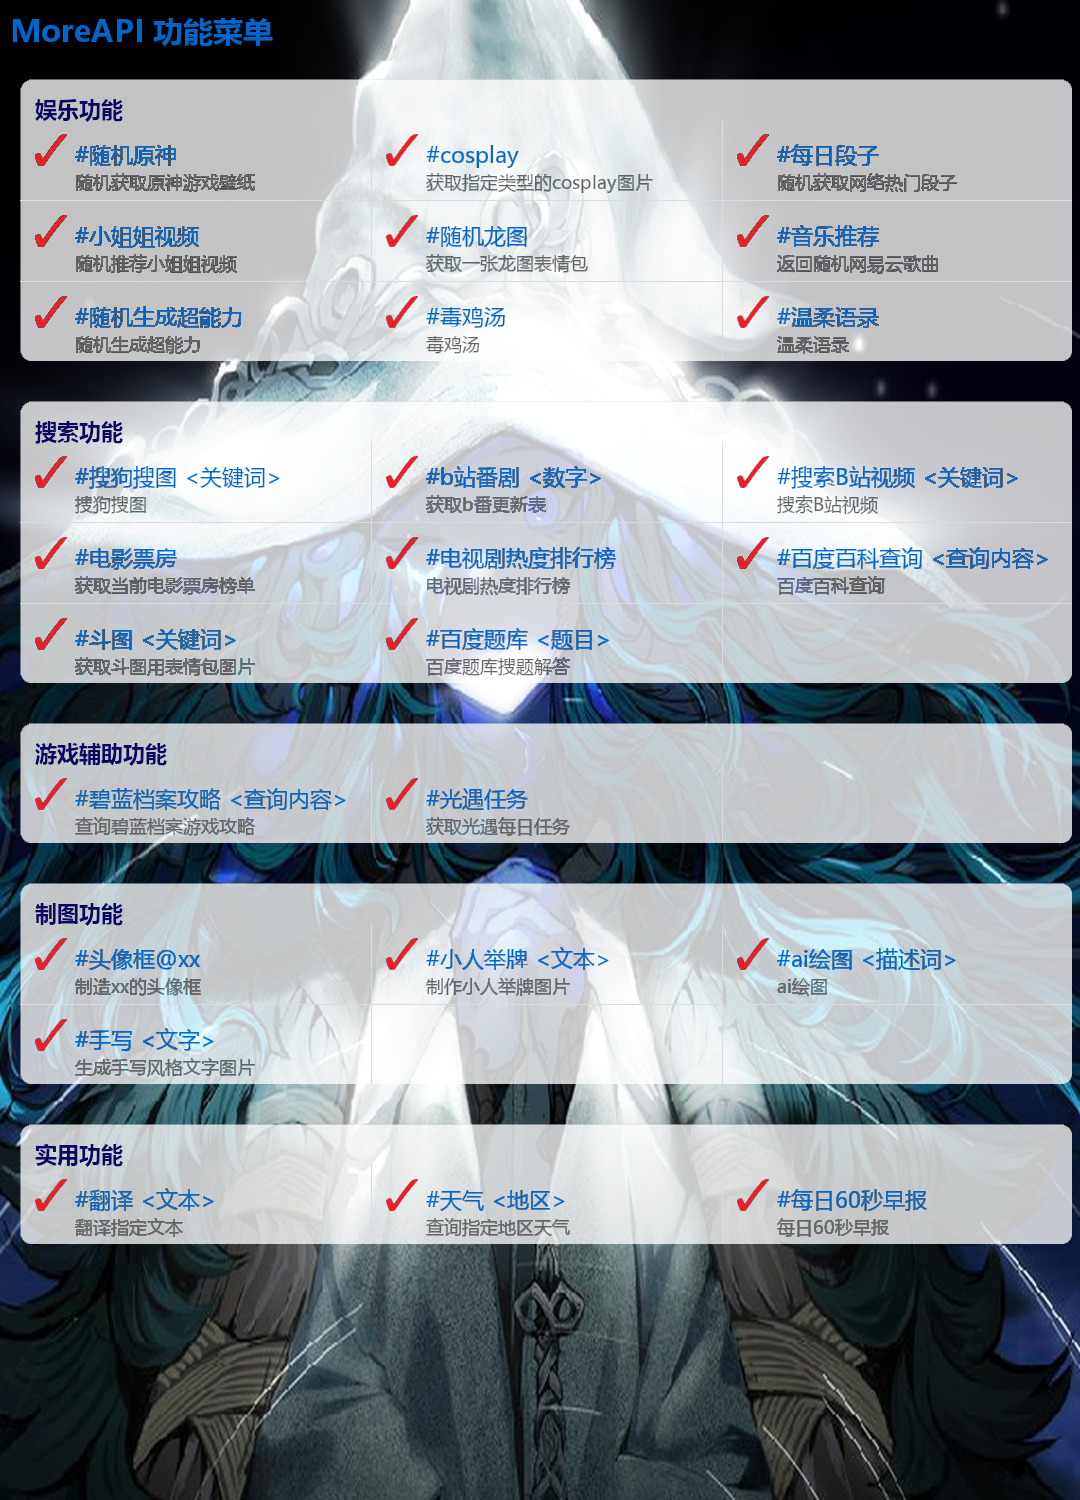 MoreAPI 功能菜单
娱乐功能
#随机原神
随机获取原神游戏壁纸
#cosplay
获取指定类型的cosplay图片
#每日段子
随机获取网络热门段子
#小姐姐视频
随机推荐小姐姐视频
#随机龙图
获取一张龙图表情包
#音乐推荐
返回随机网易云歌曲
#随机生成超能力
随机生成超能力
#毒鸡汤
毒鸡汤
#温柔语录
温柔语录
搜索功能
#搜狗搜图 <关键词>
搜狗搜图
#b站番剧 <数字>
获取b番更新表
#搜索B站视频 <关键词>
搜索B站视频
#电影票房
获取当前电影票房榜单
#电视剧热度排行榜
电视剧热度排行榜
#百度百科查询 <查询内容>
百度百科查询
#斗图 <关键词>
获取斗图用表情包图片
#百度题库 <题目>
百度题库搜题解答
游戏辅助功能
#碧蓝档案攻略 <查询内容>
查询碧蓝档案游戏攻略
#光遇任务
获取光遇每日任务
制图功能
#头像框@xx
制造xx的头像框
#小人举牌 <文本>
制作小人举牌图片
#ai绘图 <描述词>
ai绘图
#手写 <文字>
生成手写风格文字图片
实用功能
#翻译 <文本>
翻译指定文本
#天气 <地区>
查询指定地区天气
#每日60秒早报
每日60秒早报